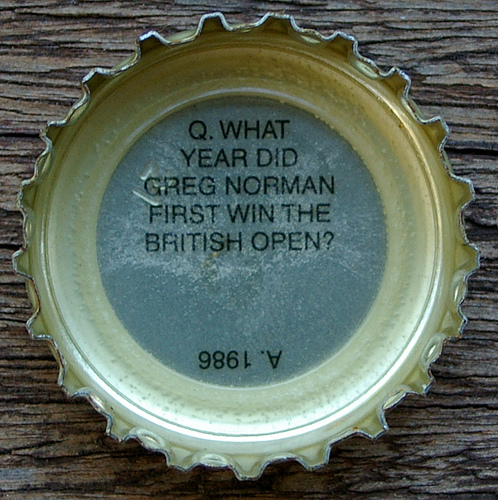 Q. WHAT
YEAR DID
GREG NORMAN
FIRST WIN THE
BRITISH OPEN?
A. 1986